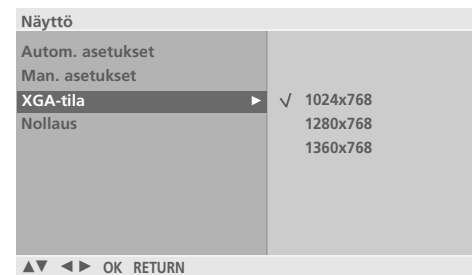 Näyttö
Autom. asetukset
Man. asetukset
XGA-tila ► √ 1024x768
Nollaus 1280x768
1360x768
▲▼ ◄► OK RETURN